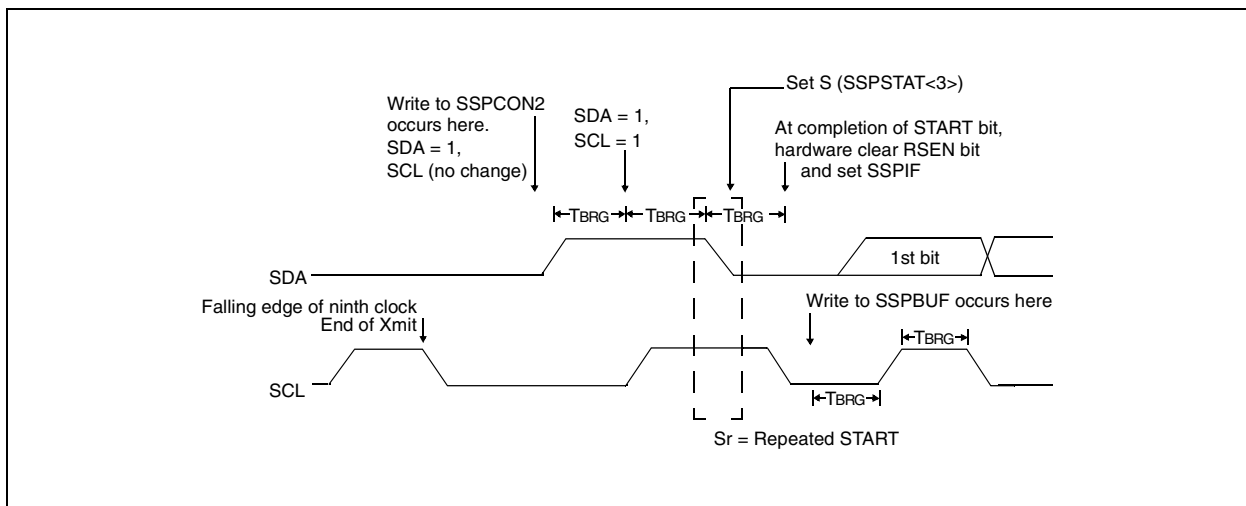 Set S (SSPSTAT<3>)
Write to SSPCON2
occurs here.
SDA = 1,
SCL (no change)
SDA = 1,
SCL = 1
At completion of START bit,
hardware clear RSEN bit
and set SSPIF
TBRG
TBRG
TBRG
SDA
1st bit
Falling edge of ninth clock
End of Xmit
Write to SSPBUF occurs here
TBRG
SCL
TBRG
Sr = Repeated START